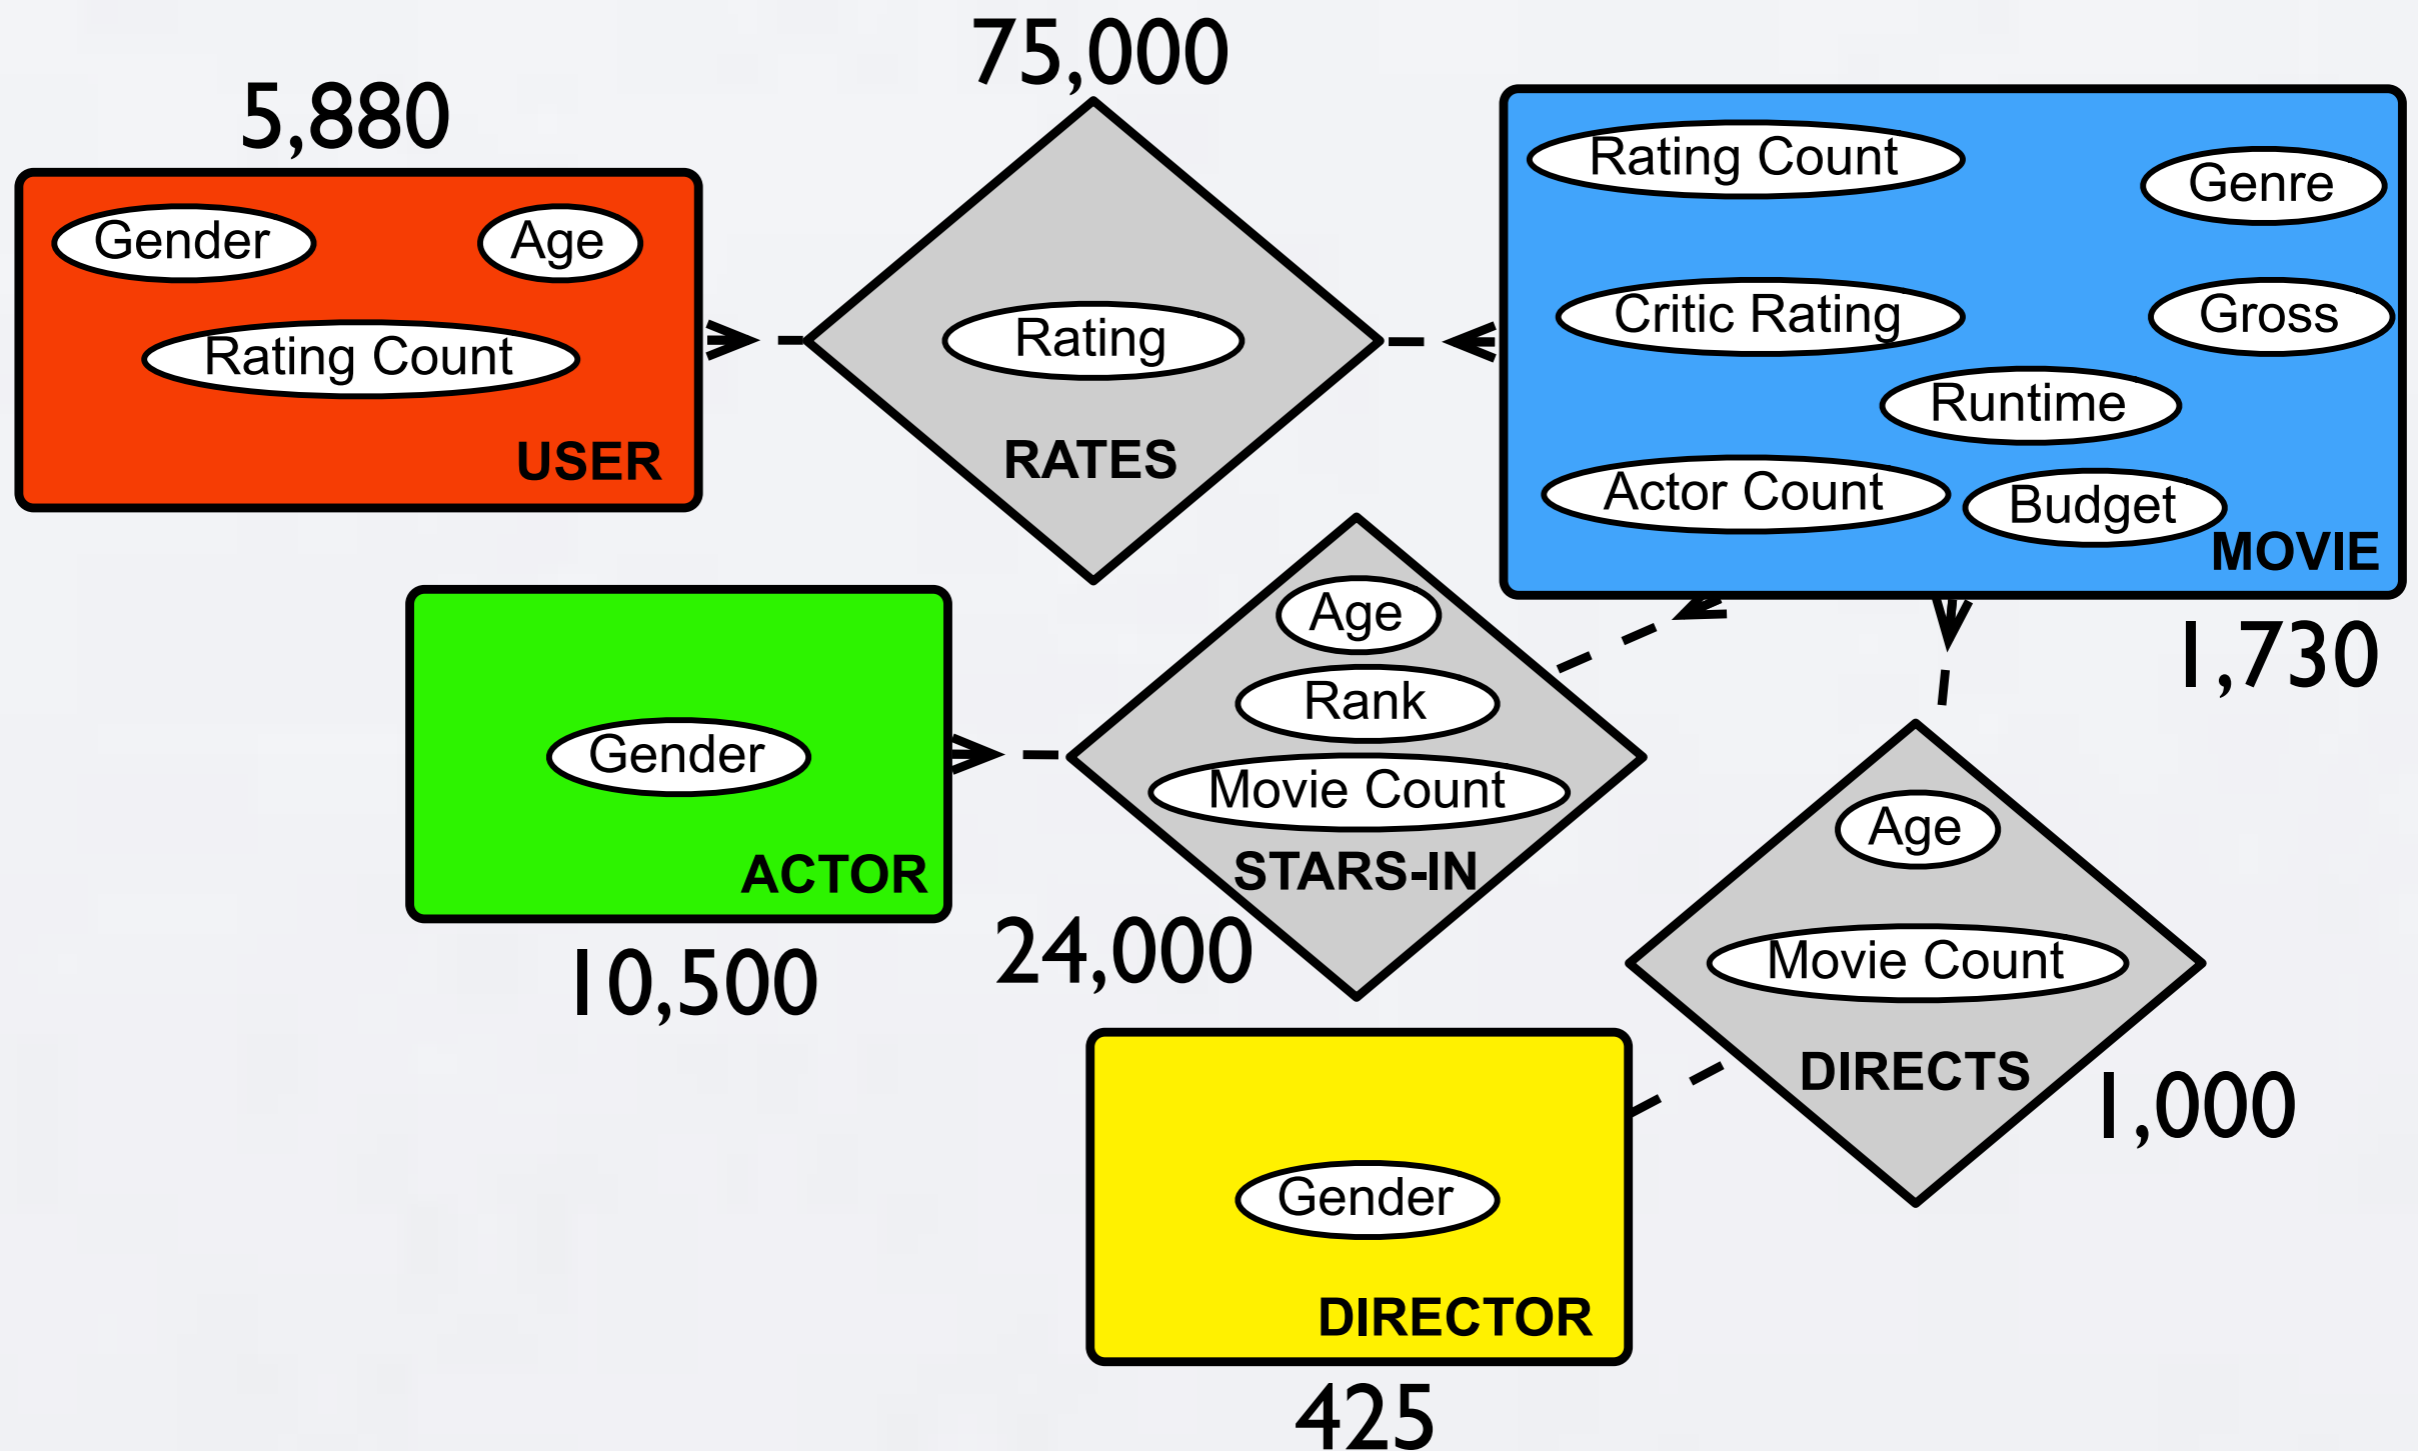 75,000
5,880
Rating Count
Genre
Gender
Age
Critic Rating
Gross
Rating
Rating Count
Runtime
USER
RATES
Actor Count
Budget
MOVIE
Age
1,730
Rank
Gender
Movie Count
Age
ACTOR
STARS-IN
10,500
24,000
Movie Count
DIRECTS
1,000
Gender
DIRECTOR
425